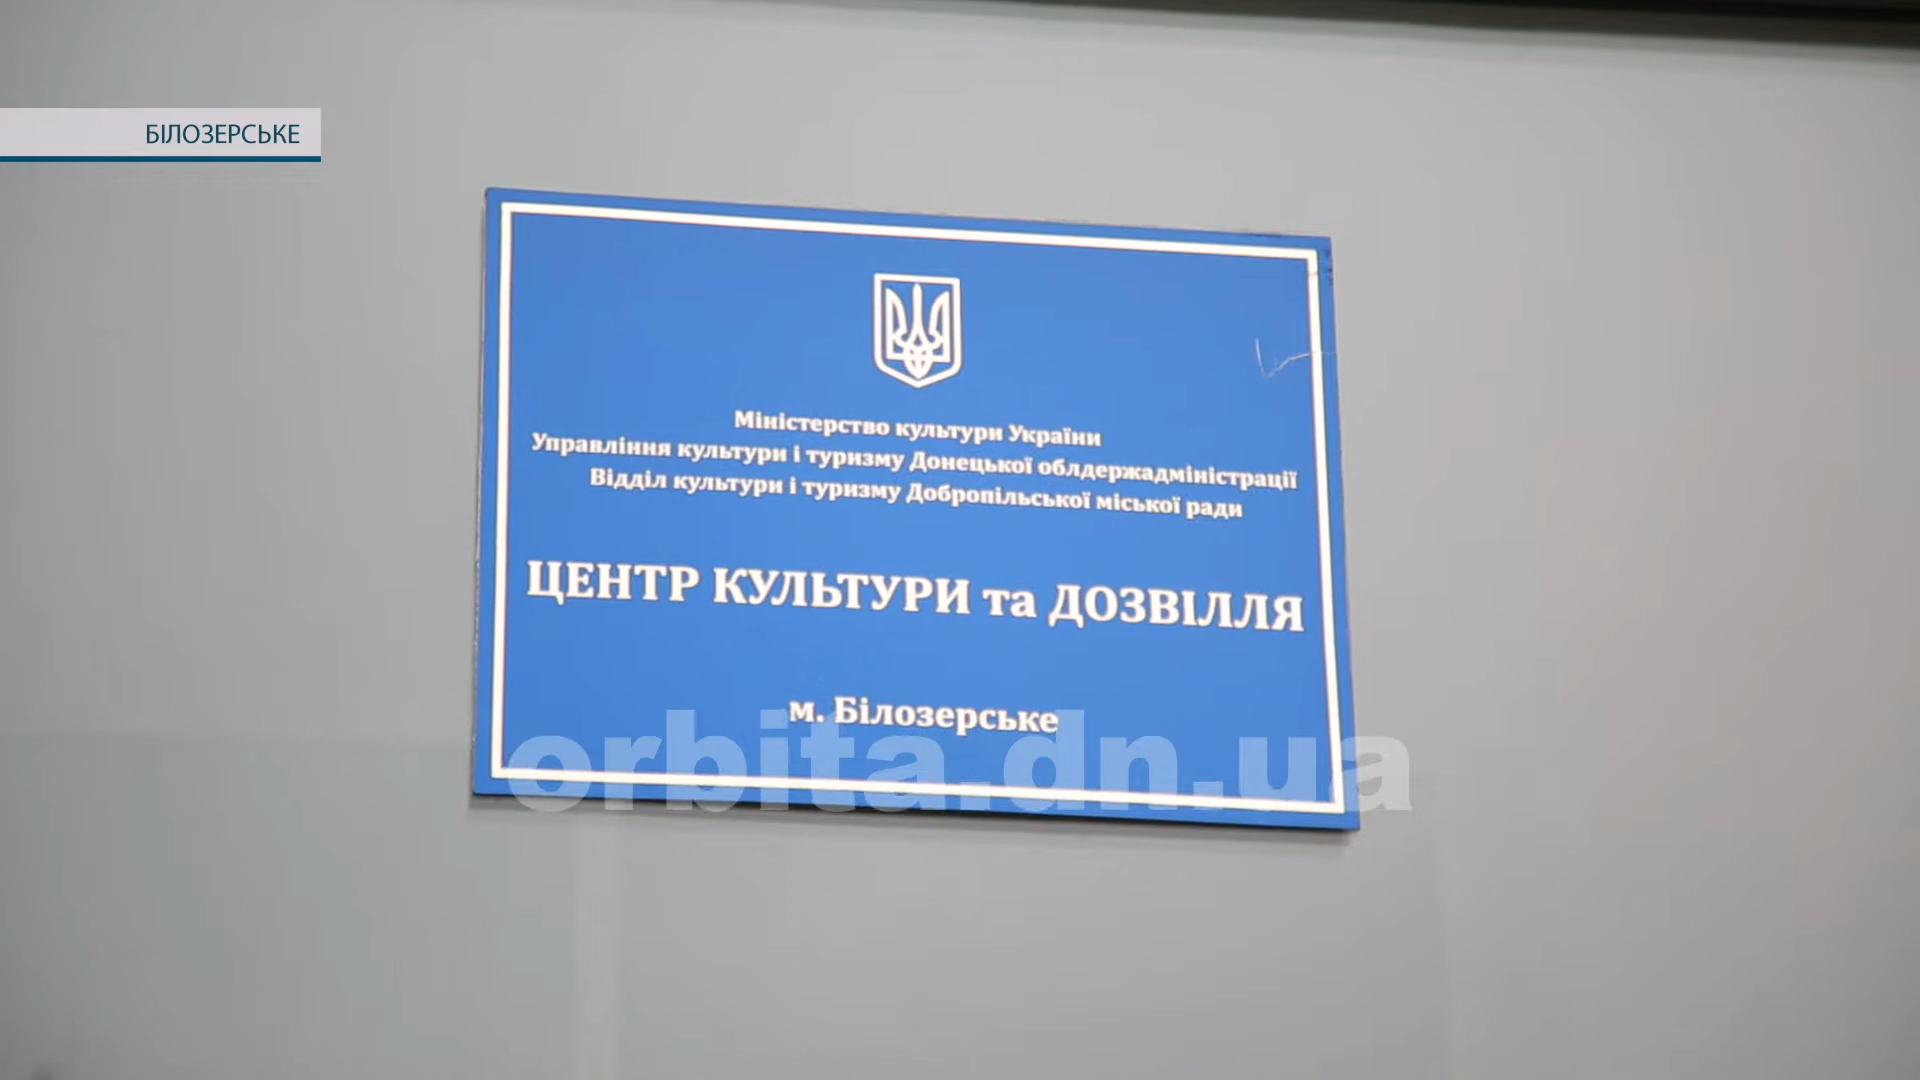 БІЛОЗЕРСЬКЕ
Міністерство культури України
Управління культури і туризму Донецької облдержадміністрації
Відділ культури і туризму Добропільської міської ради
ЦЕНТР КУЛЬТУРИ та ДОЗВІЛЛЯ
м. Білозерське
orbita.dn.ua